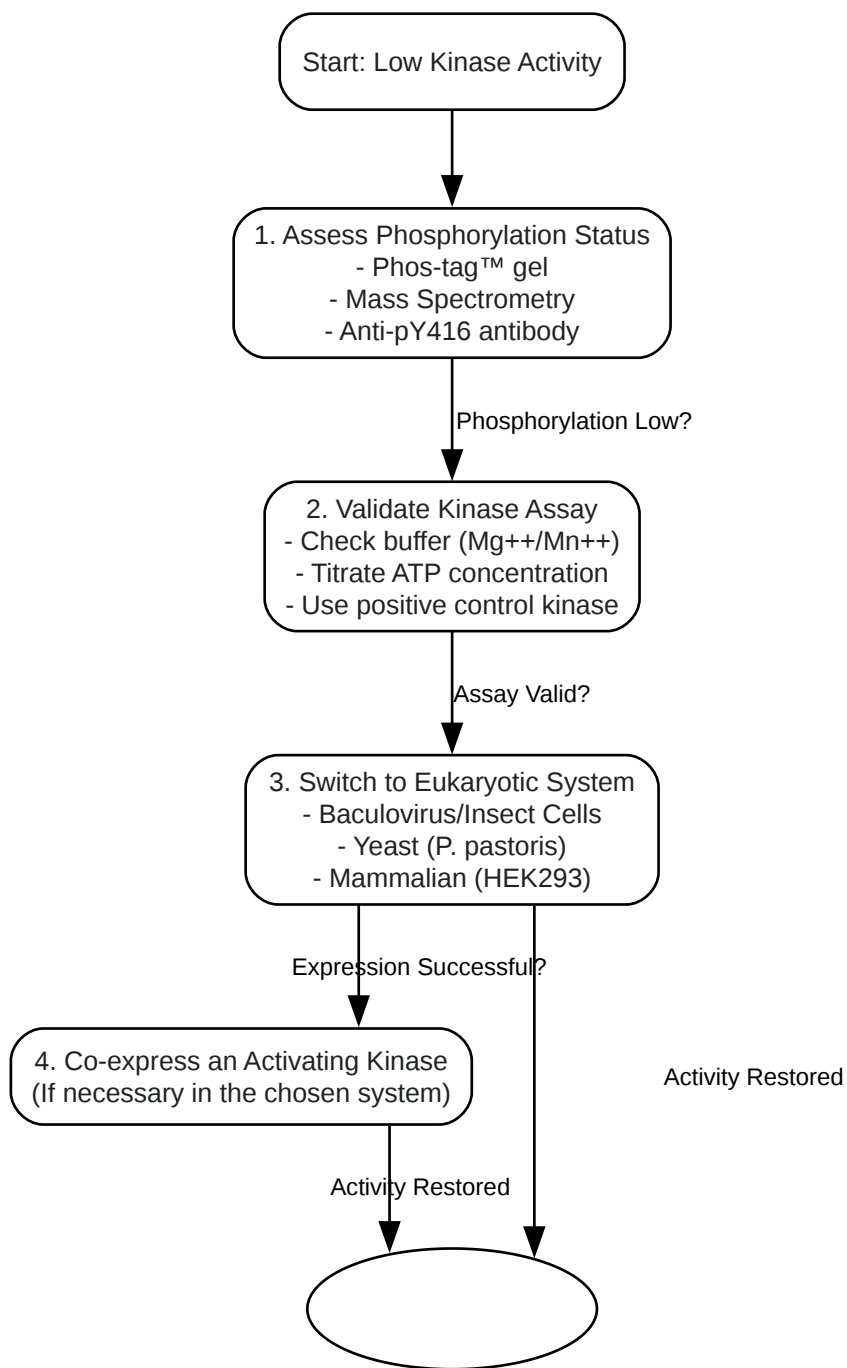 Start: Low Kinase Activity
1. Assess Phosphorylation Status
- Phos-tag™ gel
- Mass Spectrometry
- Anti-pY416 antibody
Phosphorylation Low?
2. Validate Kinase Assay
- Check buffer (Mg++/Mn++)
- Titrate ATP concentration
- Use positive control kinase
Assay Valid?
3. Switch to Eukaryotic System
- Baculovirus/Insect Cells
- Yeast (P. pastoris)
- Mammalian (HEK293)
Expression Successful?
4. Co-express an Activating Kinase
(If necessary in the chosen system)
Activity Restored
Activity Restored